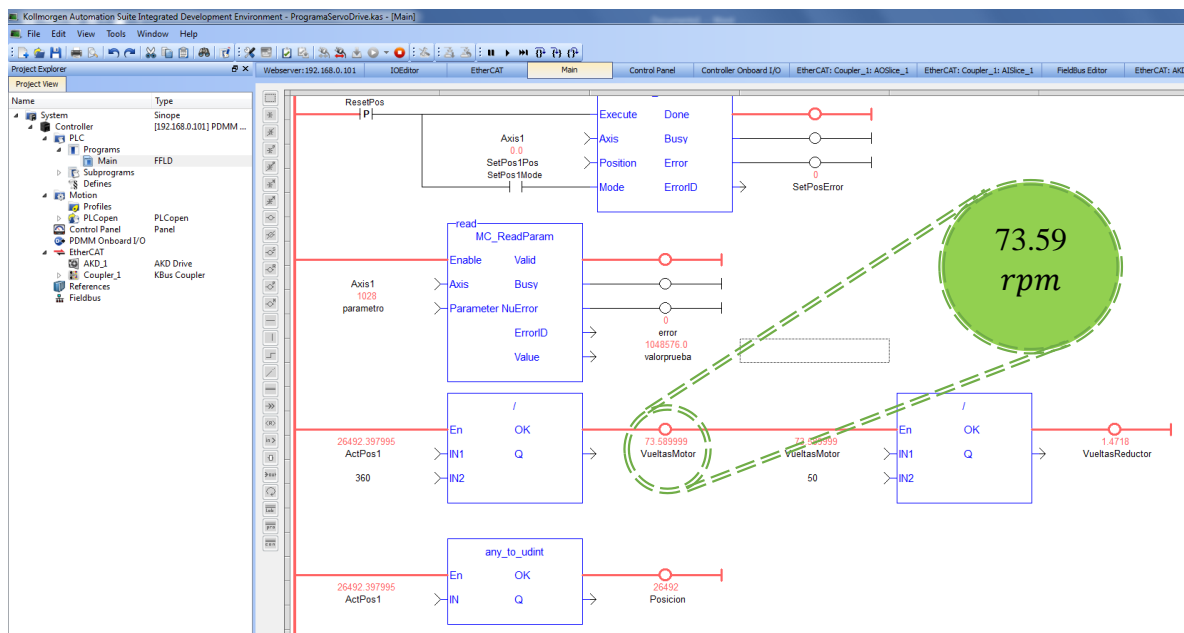 Kollmorgen Automation Suite Integrated Development Environment - ProgramaServoDrive.kas - [Main]
File Edit View Tools Window Help
Project Explorer
Webserver:192.168.0.101 IOEditor EtherCAT Main Control Panel Controller Onboard I/O EtherCAT: Coupler_1: AOSlice_1 EtherCAT: Coupler_1: AISlice_1 FieldBus Editor EtherCAT: AKD
Project View
Name Type
System Sinope
Controller [192.168.0.101] PDMM ...
PLC
Programs
Main FFLD
Subprograms
Defines
Motion
Profiles
PLCopen PLCopen
Control Panel Panel
PDMM Onboard I/O
EtherCAT
AKD_1 AKD Drive
Coupler_1 KBus Coupler
References
Fieldbus
ResetPos
P
Execute Done
Axis1
Axis Busy
0.0
SetPos1Pos
Position Error
SetPos1Mode
0
Mode ErrorID
SetPosError
read
MC_ReadParam
Enable Valid
Axis1
Axis Busy
1028
parametro
Parameter NuError
0
error
ErrorID
1048576.0
valorprueba
Value
73.59
rpm
/
En OK
26492.397995
ActPos1
IN1 Q
360
IN2
73.589999
VueltasMotor
VueltasMotor
50
/
En OK
IN1 Q
IN2
1.4718
VueltasReductor
any_to_udint
En OK
26492.397995
ActPos1
IN Q
26492
Posicion